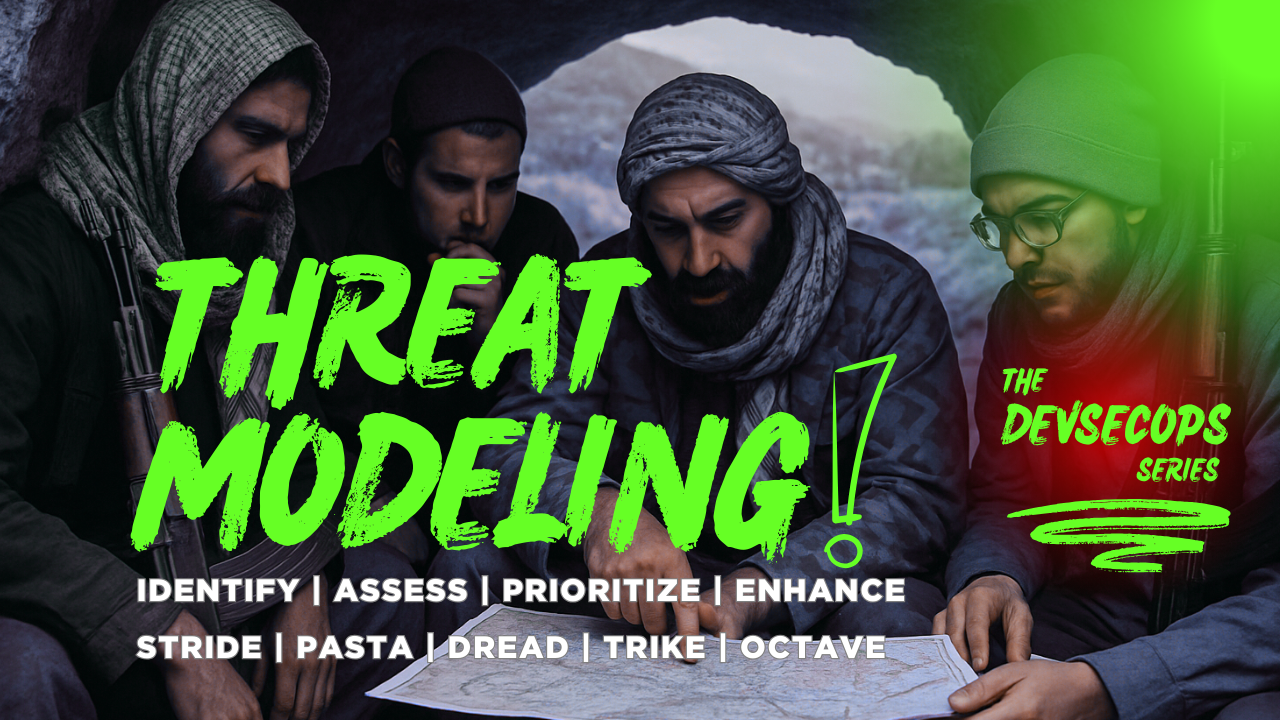 THREAT
MODELING!
IDENTIFY | ASSESS | PRIORITIZE | ENHANCE
STRIDE | PASTA | DREAD | TRIKE | OCTAVE
THE
DEVSECOPS
SERIES